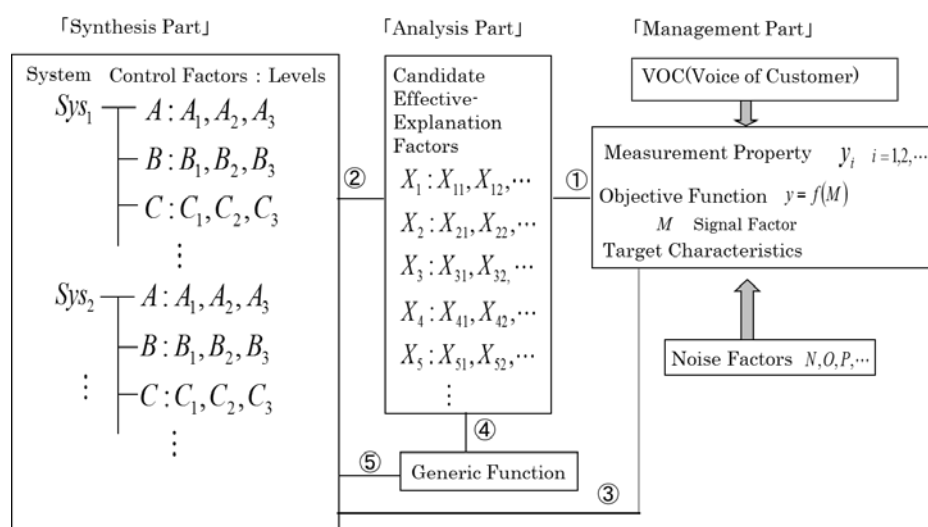 「Synthesis Part」
System Control Factors : Levels
Sys₁ A : A₁, A₂, A₃
B : B₁, B₂, B₃
C : C₁, C₂, C₃
⋮
Sys₂ A : A₁, A₂, A₃
B : B₁, B₂, B₃
⋮ C : C₁, C₂, C₃
⋮
②
「Analysis Part」
Candidate
Effective-
Explanation
Factors
X₁ : X₁₁, X₁₂, ⋯
X₂ : X₂₁, X₂₂, ⋯
X₃ : X₃₁, X₃₂, ⋯
X₄ : X₄₁, X₄₂, ⋯
X₅ : X₅₁, X₅₂, ⋯
⋮
④
Generic Function
⑤
③
①
「Management Part」
VOC(Voice of Customer)
Measurement Property yᵢ i = 1,2,⋯
Objective Function y = f(M)
M Signal Factor
Target Characteristics
Noise Factors N,O,P,⋯